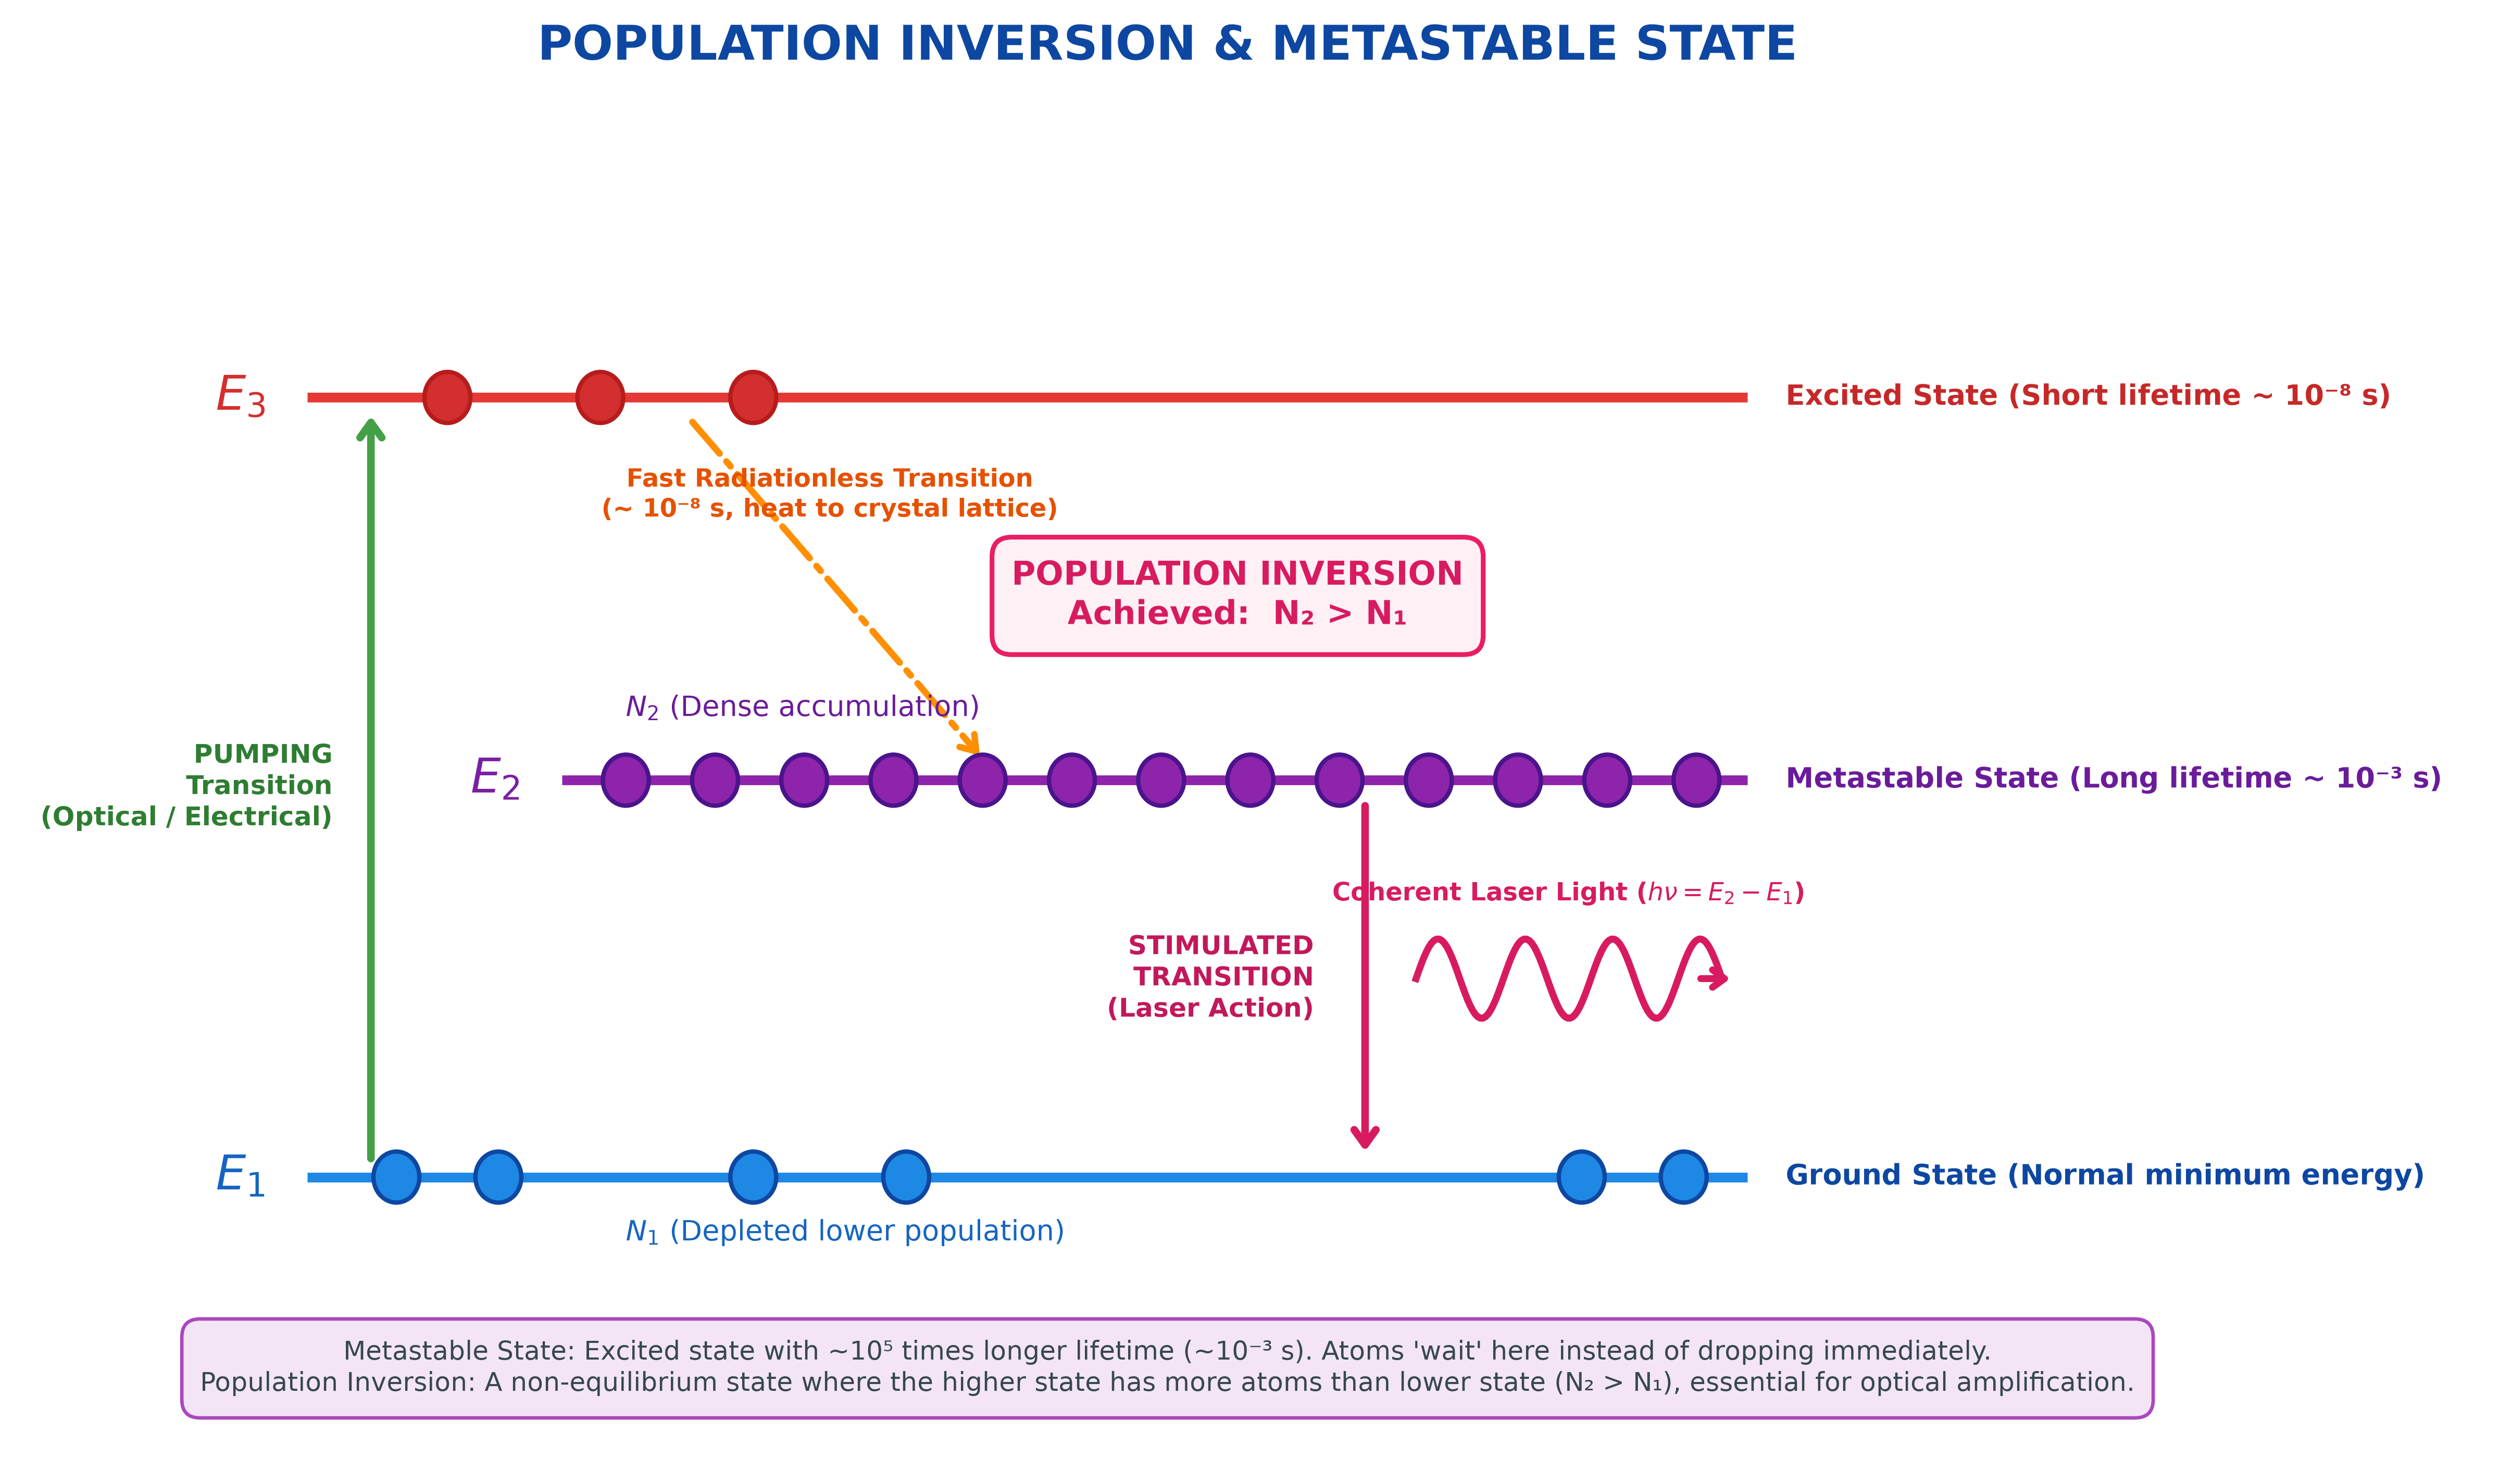 POPULATION INVERSION & METASTABLE STATE
E₃
Excited State (Short lifetime ~ 10⁻⁸ s)
Fast Radiationless Transition
(~ 10⁻⁸ s, heat to crystal lattice)
POPULATION INVERSION
Achieved: N₂ > N₁
N₂ (Dense accumulation)
PUMPING
Transition
(Optical / Electrical)
E₂
Metastable State (Long lifetime ~ 10⁻³ s)
Coherent Laser Light (hν = E₂ − E₁)
STIMULATED
TRANSITION
(Laser Action)
E₁
Ground State (Normal minimum energy)
N₁ (Depleted lower population)
Metastable State: Excited state with ~10⁵ times longer lifetime (~10⁻³ s). Atoms 'wait' here instead of dropping immediately.
Population Inversion: A non-equilibrium state where the higher state has more atoms than lower state (N₂ > N₁), essential for optical amplification.